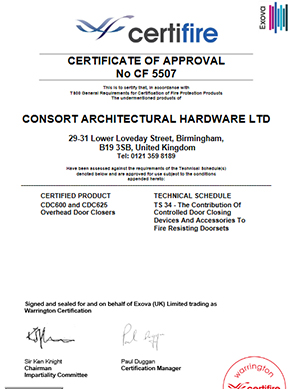 certifire
Exova
CERTIFICATE OF APPROVAL
No CF 5507
This is to certify that, in accordance with
TS00 General Requirements for Certification of Fire Protection Products
The undermentioned products of
CONSORT ARCHITECTURAL HARDWARE LTD
29-31 Lower Loveday Street, Birmingham,
B19 3SB, United Kingdom
Tel: 0121 359 8189
Have been assessed against the requirements of the Technical Schedule(s)
denoted below and are approved for use subject to the conditions
appended hereto:
CERTIFIED PRODUCT
CDC600 and CDC625
Overhead Door Closers
TECHNICAL SCHEDULE
TS 34 - The Contribution Of
Controlled Door Closing
Devices And Accessories To
Fire Resisting Doorsets
Signed and sealed for and on behalf of Exova (UK) Limited trading as
Warrington Certification
Paul Duggan
Sir Ken Knight
Chairman
Impartiality Committee
Paul Duggan
Certification Manager
warrington
certifire